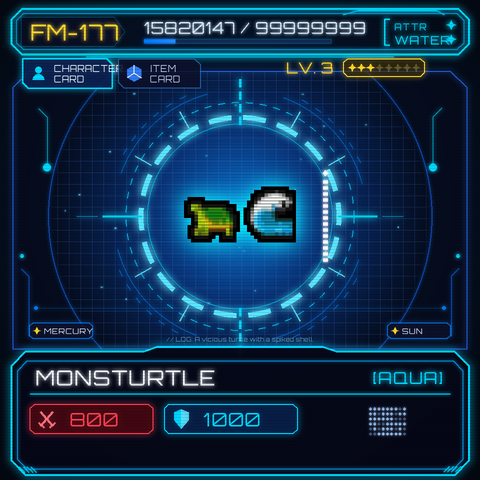 FM-177
15820147 / 99999999
ATTR
WATER
CHARACTER
CARD
ITEM
CARD
LV. 3
MERCURY
SUN
// LOG: A vicious turtle with a spiked shell.
MONSTURTLE
[AQUA]
800
1000